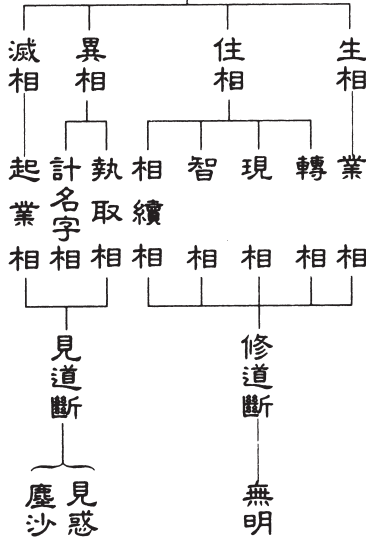 生相
住相
異相
滅相
業相
轉相
現相
智相
相續相
執取相
計名字相
起業相
修道斷
見道斷
無明
見惑
塵沙